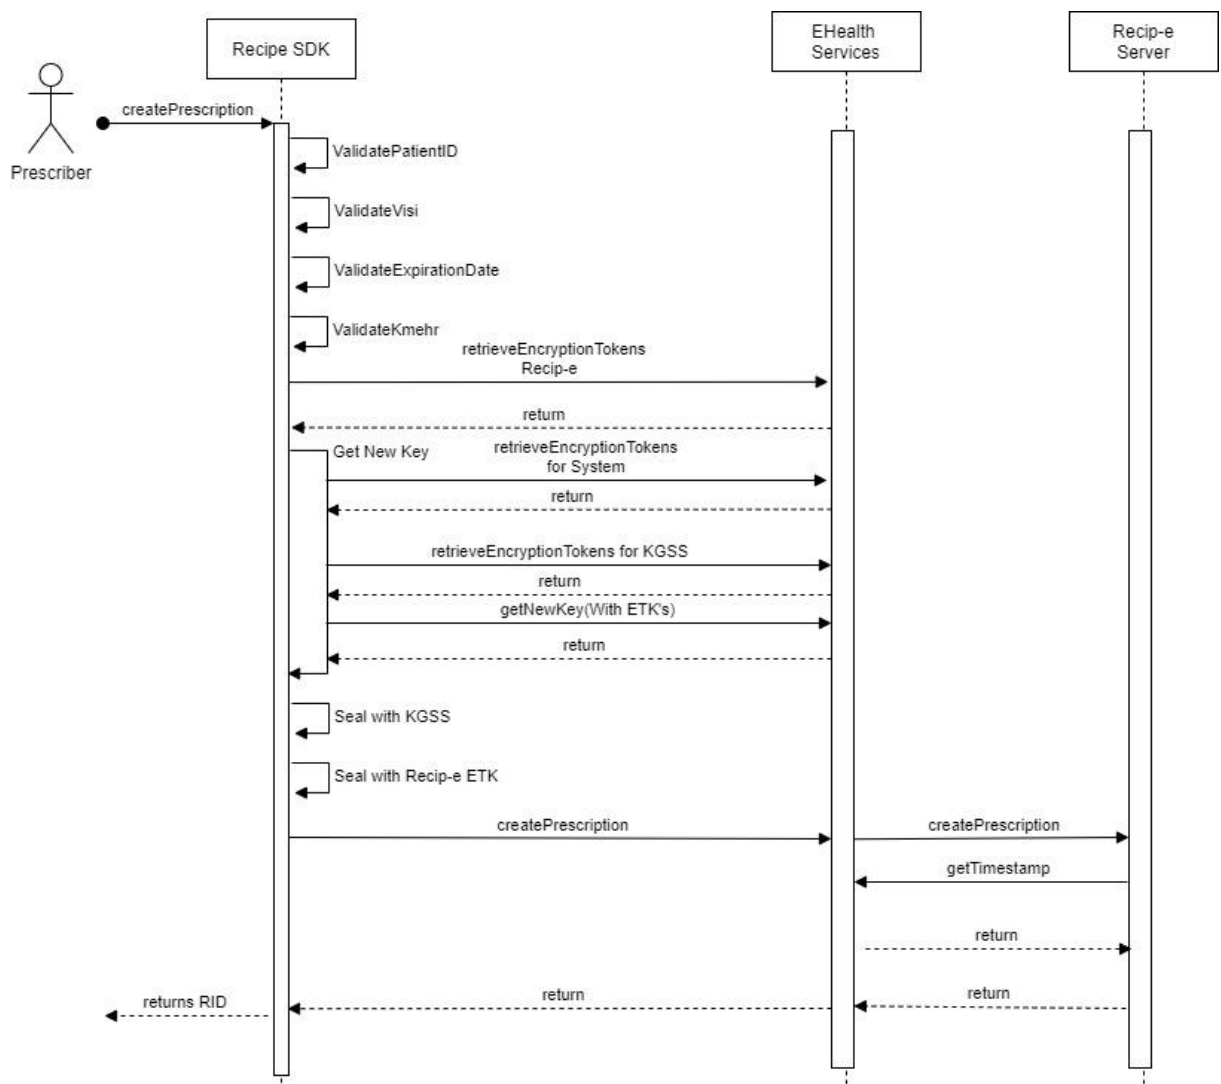 Recipe SDK
EHealth
Services
Recip-e
Server
createPrescription
Prescriber
ValidatePatientID
ValidateVisi
ValidateExpirationDate
ValidateKmehr
retrieveEncryptionTokens
Recip-e
return
Get New Key
retrieveEncryptionTokens
for System
return
retrieveEncryptionTokens for KGSS
return
getNewKey(With ETK's)
return
Seal with KGSS
Seal with Recip-e ETK
createPrescription
createPrescription
getTimestamp
return
returns RID
return
return